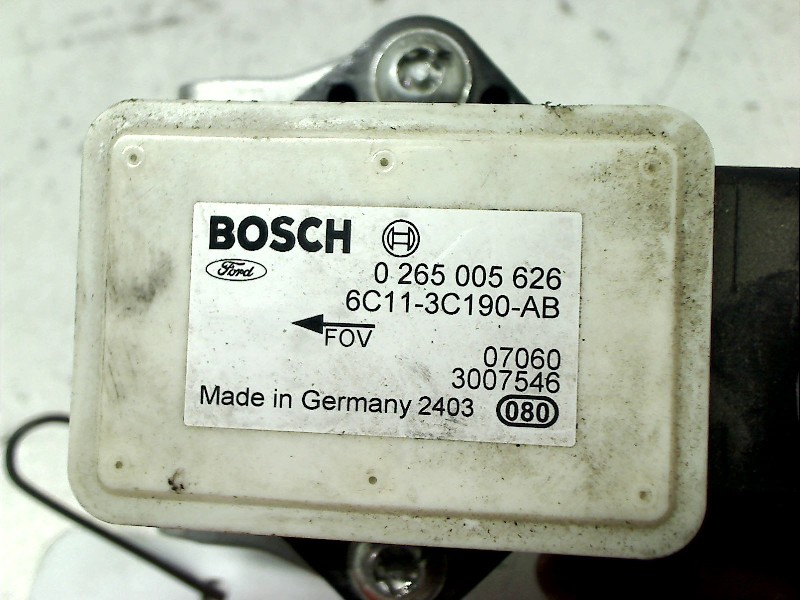 BOSCH
Ford
0 265 005 626
6C11-3C190-AB
FOV
07060
3007546
Made in Germany 2403 080